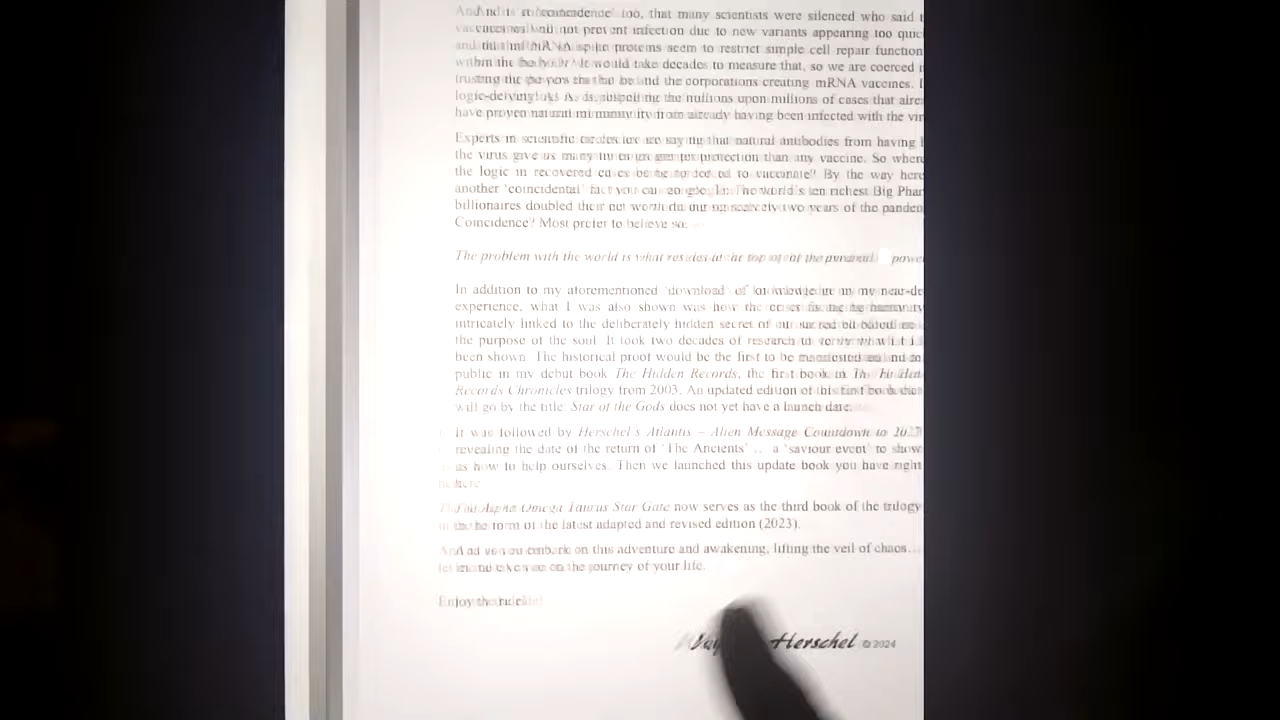 And is 'coincidence' too, that many scientists were silenced who said
vaccines will not prevent infection due to new variants appearing too
and that mRNA spike proteins seem to restrict simple cell repair function
within the body. It would take decades to measure that, so we are coerced
trusting the powers that be and the corporations creating mRNA vaccines.
logic-defying! As is dispelling the millions upon millions of cases that
have proven natural immunity from already having been infected with the
Experts in scientific circles are saying that natural antibodies from having
the virus give us many times greater protection than any vaccine. So where
the logic in recovered cases be to vaccinate? By the way here
another 'coincidental' fact you can google. The world's ten richest Big
billionaires doubled their net worth during scarcely two years of the
Coincidence? Most prefer to believe so.
The problem with the world is what resides at the top of the pyramid
In addition to my aforementioned 'download' of knowledge in my
experience, what I was also shown was how the crises facing humanity
intricately linked to the deliberately hidden secret of our sacred
the purpose of the soul. It took two decades of research to verify what I
been shown. The historical proof would be the first to be manifested and
public in my debut book The Hidden Records, the first book in The Hidden
Records Chronicles trilogy from 2003. An updated edition of this first book
will go by the title: Star of the Gods does not yet have a launch date.
It was followed by Herschel's Atlantis – Alien Message Countdown to
revealing the date of the return of 'The Ancients' … a 'saviour event' to show
us how to help ourselves. Then we launched this update book you have right
here.
The Alpha Omega Taurus Star Gate now serves as the third book of the trilogy
in the form of the latest adapted and revised edition (2023).
And as you embark on this adventure and awakening, lifting the veil of chaos…
let me take you on the journey of your life.
Enjoy the ride!
Herschel © 2024